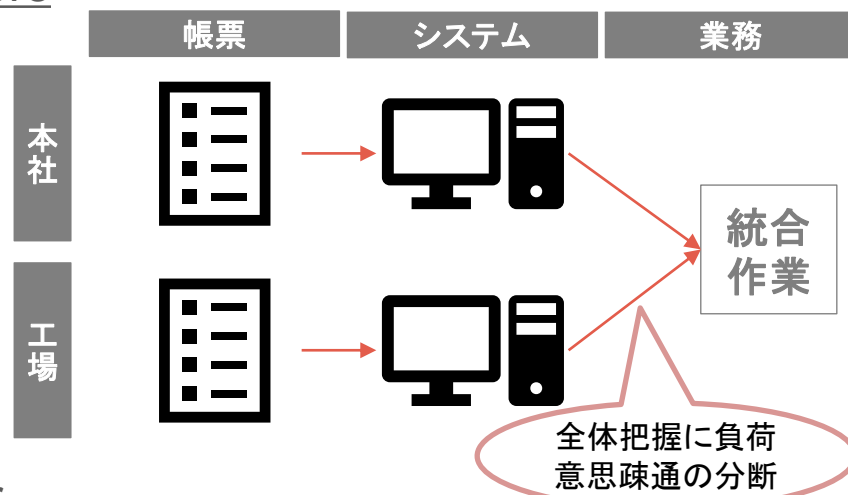 帳票
システム
業務
本社
統合
作業
工場
全体把握に負荷
意思疎通の分断